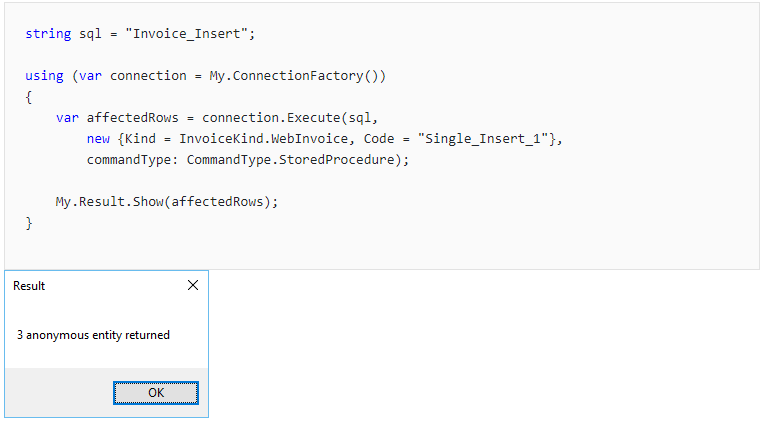 string sql = "Invoice_Insert";
using (var connection = My.ConnectionFactory())
{
var affectedRows = connection.Execute(sql,
new {Kind = InvoiceKind.WebInvoice, Code = "Single_Insert_1"},
commandType: CommandType.StoredProcedure);
My.Result.Show(affectedRows);
}
Result
3 anonymous entity returned
OK